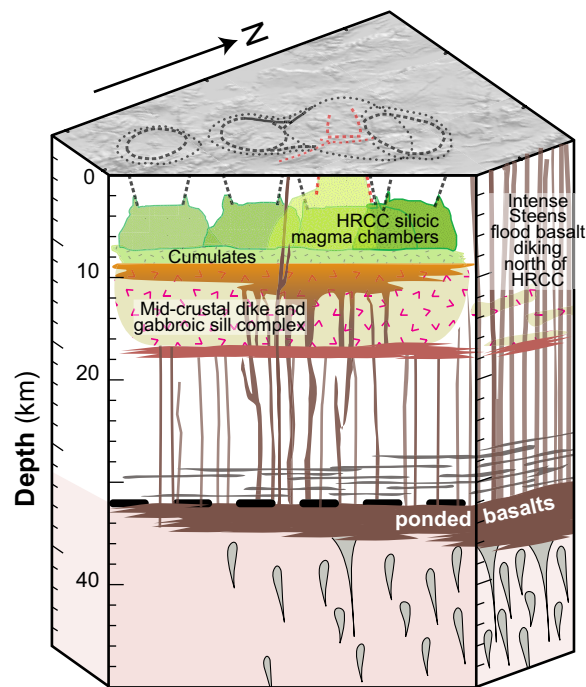 N
0
HRCC silicic
magma chambers
Intense
Steens
flood basalt
diking
north of
HRCC
Cumulates
10
Mid-crustal dike and
gabbroic sill complex
20
Depth (km)
ponded basalts
40